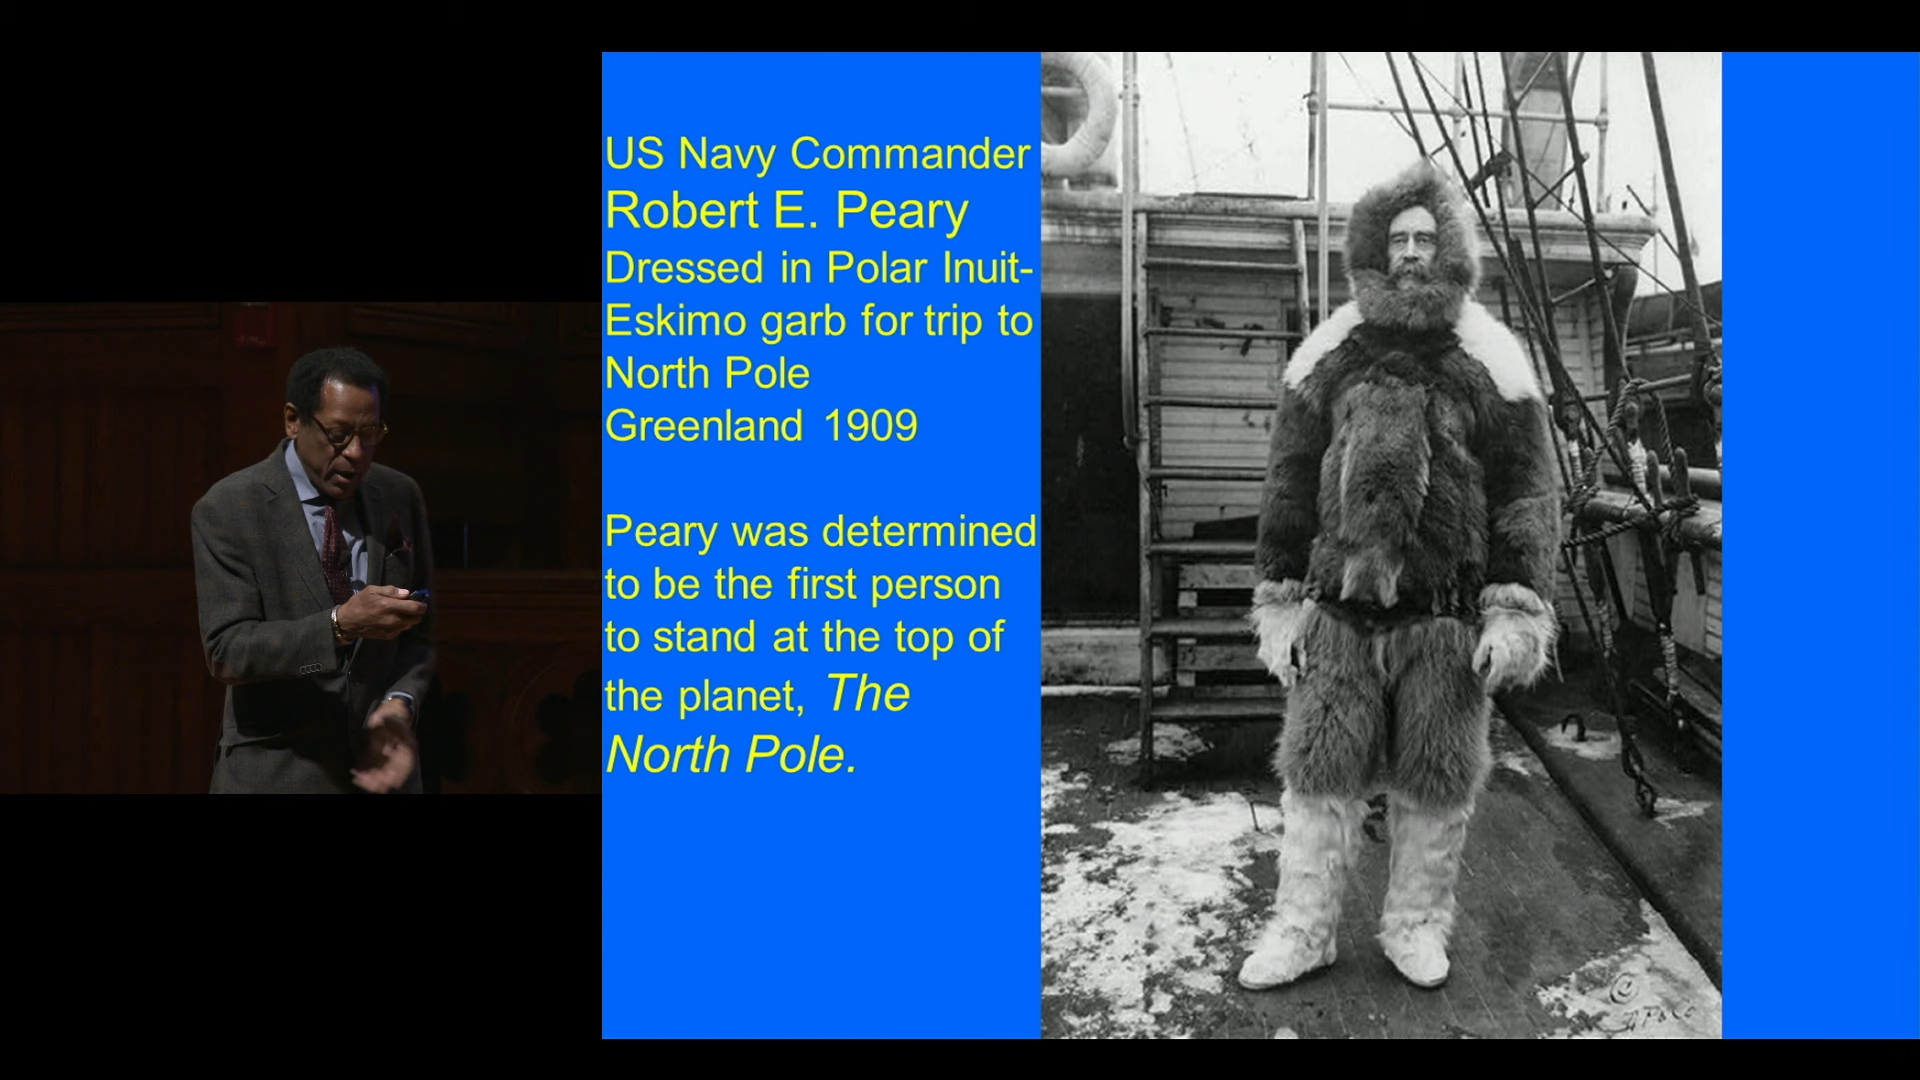 US Navy Commander
Robert E. Peary
Dressed in Polar Inuit-
Eskimo garb for trip to
North Pole
Greenland 1909
Peary was determined
to be the first person
to stand at the top of
the planet, The
North Pole.
©